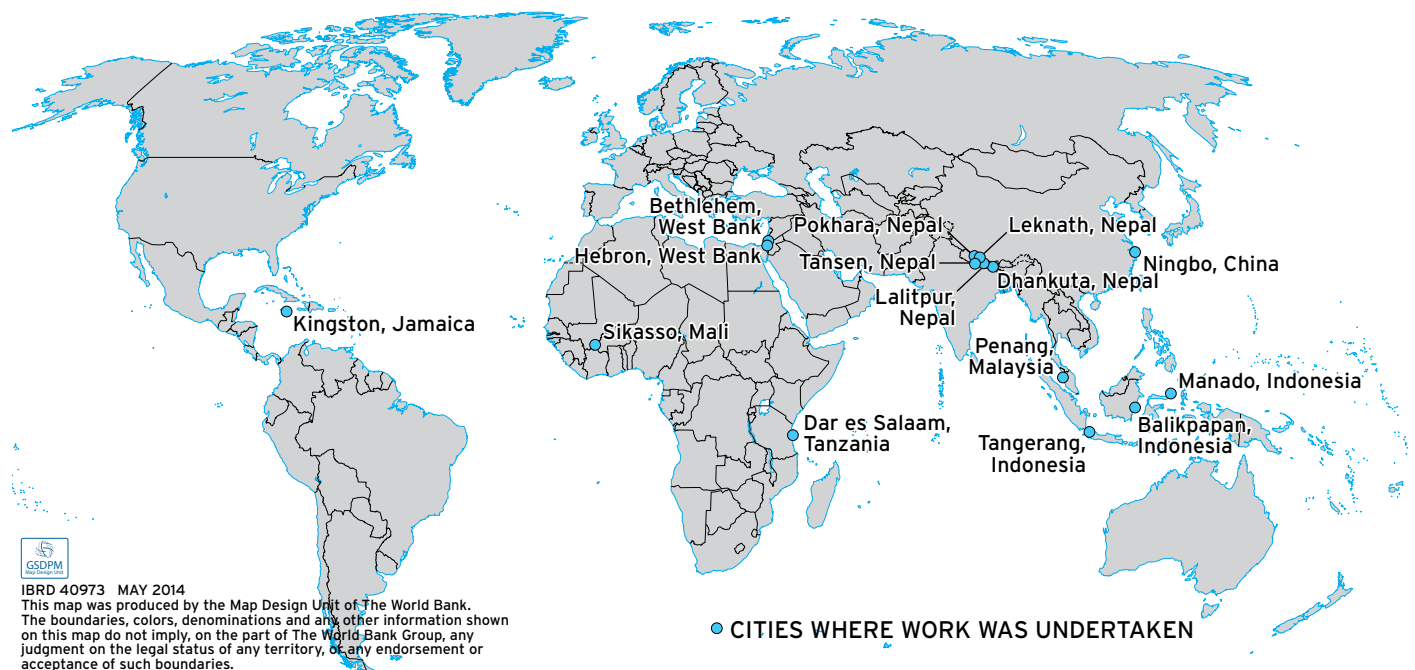 Bethlehem,
West Bank
Pokhara, Nepal
Leknath, Nepal
Hebron, West Bank
Tansen, Nepal
Ningbo, China
Dhankuta, Nepal
Lalitpur,
Nepal
Kingston, Jamaica
Sikasso, Mali
Penang,
Malaysia
Manado, Indonesia
Dar es Salaam,
Tanzania
Balikpapan,
Indonesia
Tangerang,
Indonesia
GSDPM
Map Design Unit
IBRD 40973 MAY 2014
This map was produced by the Map Design Unit of The World Bank.
The boundaries, colors, denominations and any other information shown
on this map do not imply, on the part of The World Bank Group, any
judgment on the legal status of any territory, or any endorsement or
acceptance of such boundaries.
CITIES WHERE WORK WAS UNDERTAKEN